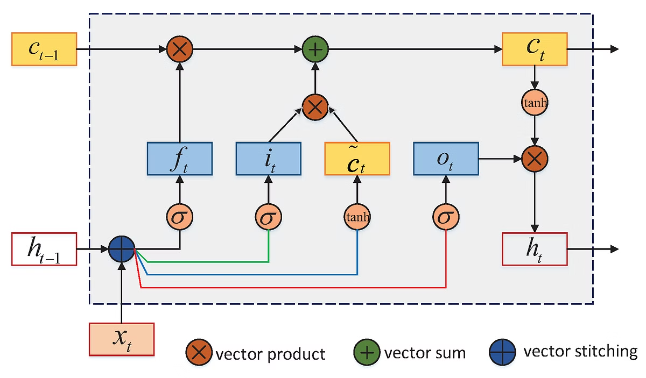 c_{t-1} × + c_t
× tanh
f_t i_t \tilde{c}_t o_t ×
σ σ tanh σ
h_{t-1} h_t
x_t
vector product vector sum vector stitching